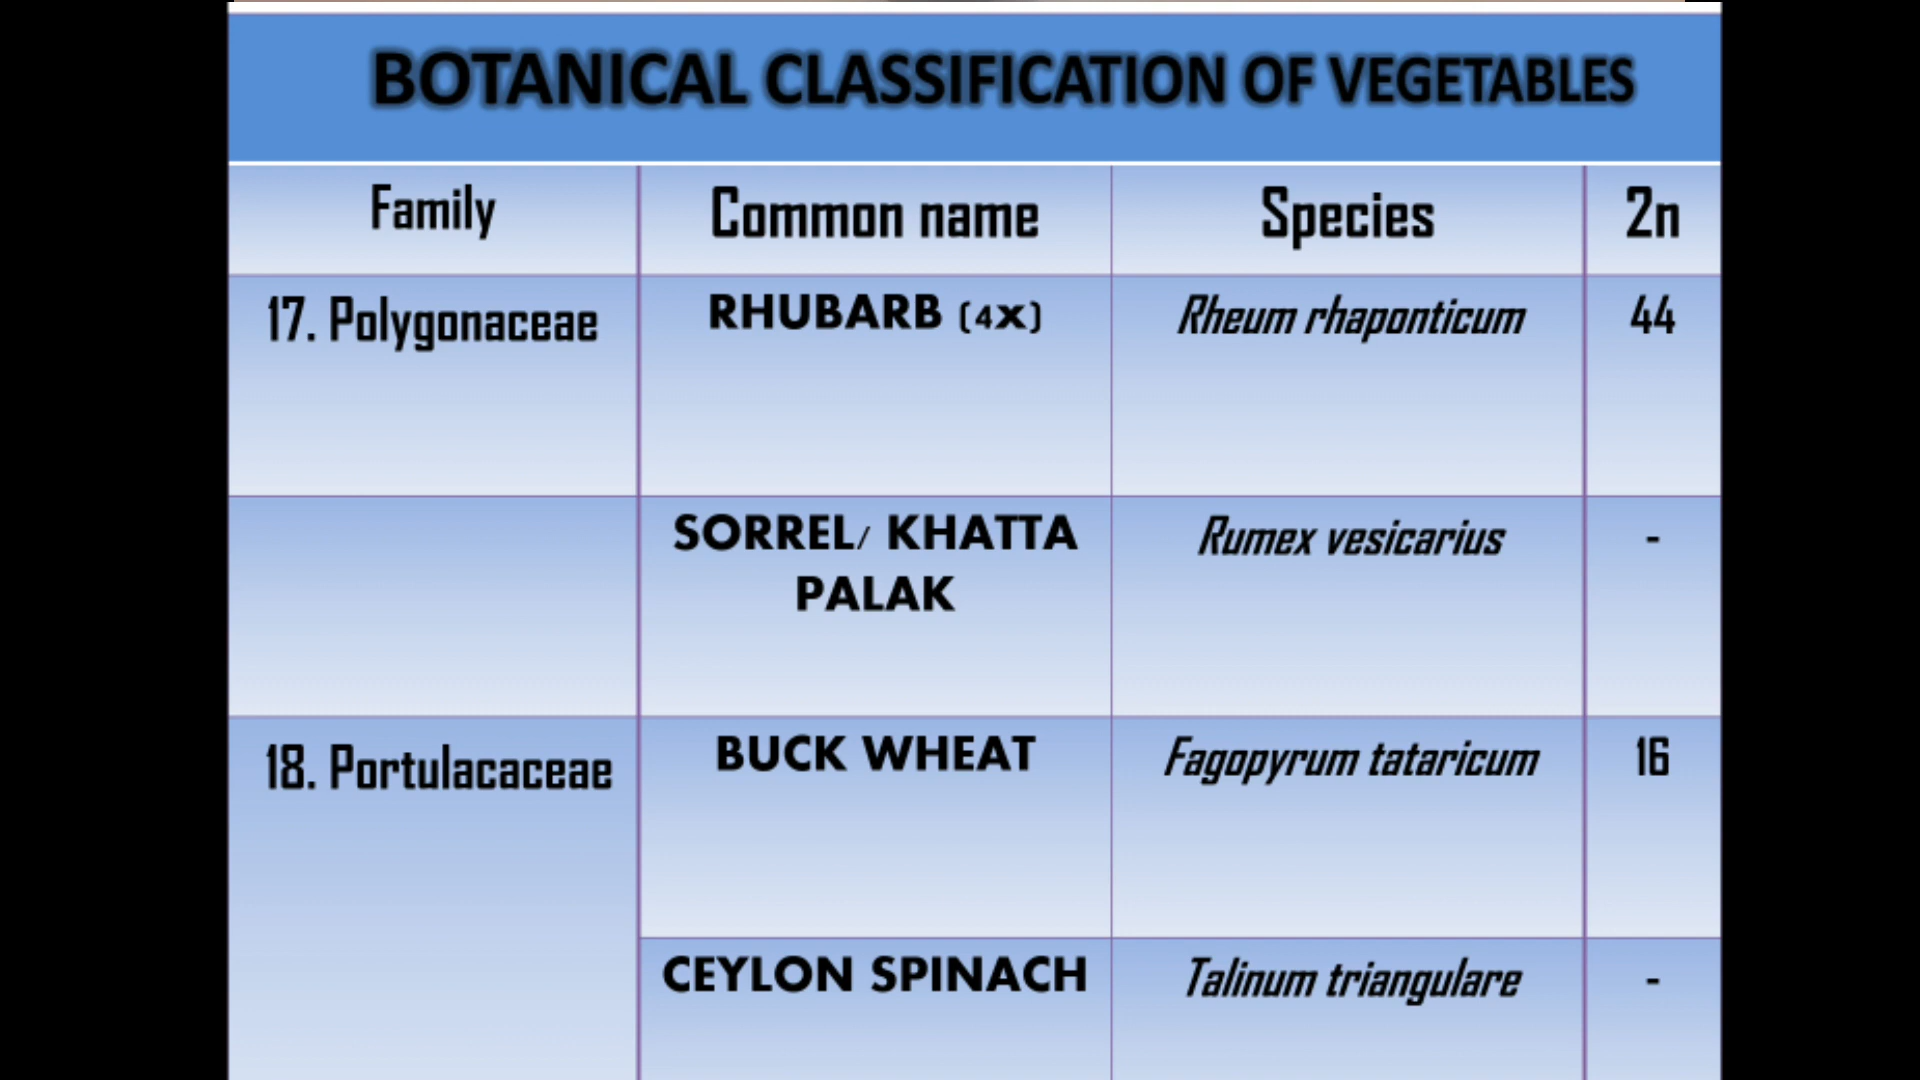 BOTANICAL CLASSIFICATION OF VEGETABLES
Family Common name Species 2n
17. Polygonaceae RHUBARB (4X) Rheum rhaponticum 44
SORREL/ KHATTA PALAK Rumex vesicarius -
18. Portulacaceae BUCK WHEAT Fagopyrum tataricum 16
CEYLON SPINACH Talinum triangulare -